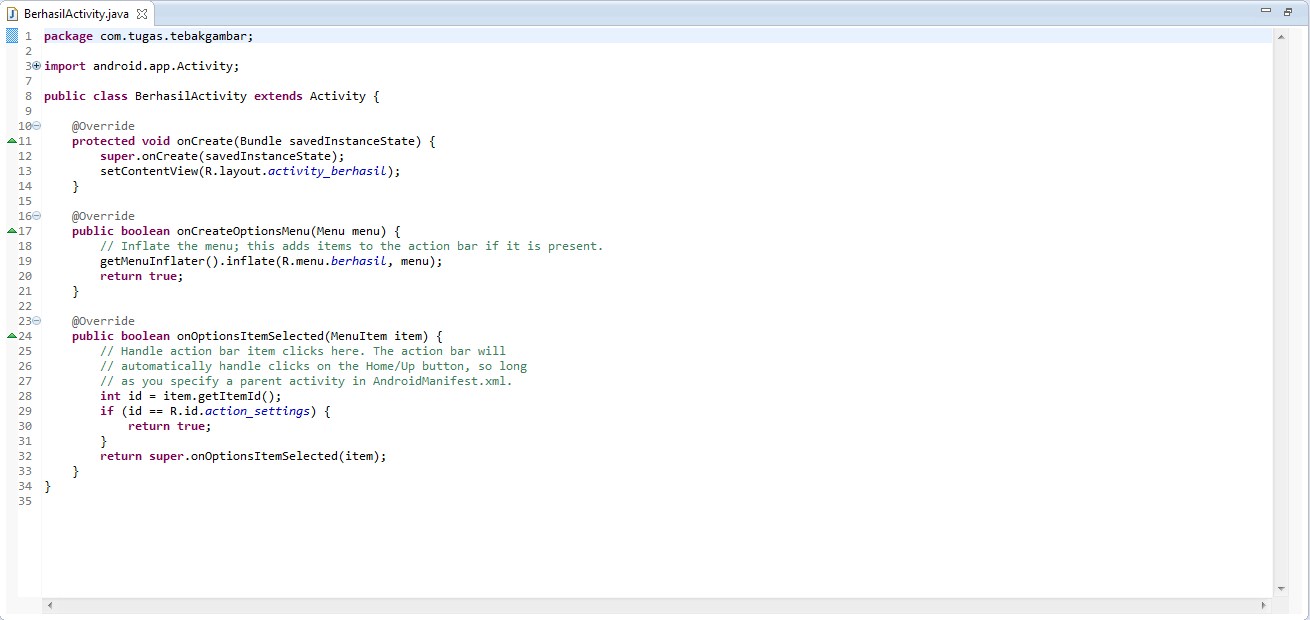 BerhasilActivity.java
1 package com.tugas.tebakgambar;
2
3 import android.app.Activity;
7
8 public class BerhasilActivity extends Activity {
9
10     @Override
11     protected void onCreate(Bundle savedInstanceState) {
12         super.onCreate(savedInstanceState);
13         setContentView(R.layout.activity_berhasil);
14     }
15
16     @Override
17     public boolean onCreateOptionsMenu(Menu menu) {
18         // Inflate the menu; this adds items to the action bar if it is present.
19         getMenuInflater().inflate(R.menu.berhasil, menu);
20         return true;
21     }
22
23     @Override
24     public boolean onOptionsItemSelected(MenuItem item) {
25         // Handle action bar item clicks here. The action bar will
26         // automatically handle clicks on the Home/Up button, so long
27         // as you specify a parent activity in AndroidManifest.xml.
28         int id = item.getItemId();
29         if (id == R.id.action_settings) {
30             return true;
31         }
32         return super.onOptionsItemSelected(item);
33     }
34 }
35